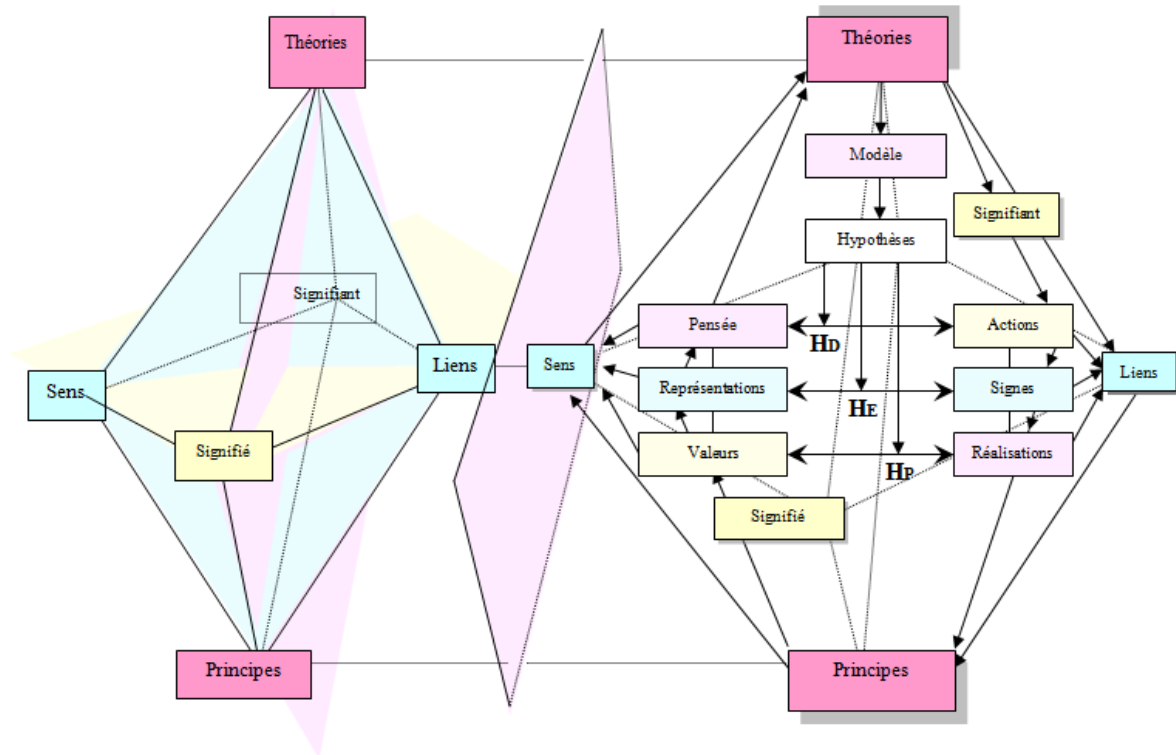 Théories
Théories
Modèle
Signifiant
Hypothèses
Signifiant
Pensée
Actions
HD
Sens
Liens
Sens
Représentations
Signes
Liens
HE
Signifié
Valeurs
Réalisations
HP
Signifié
Principes
Principes